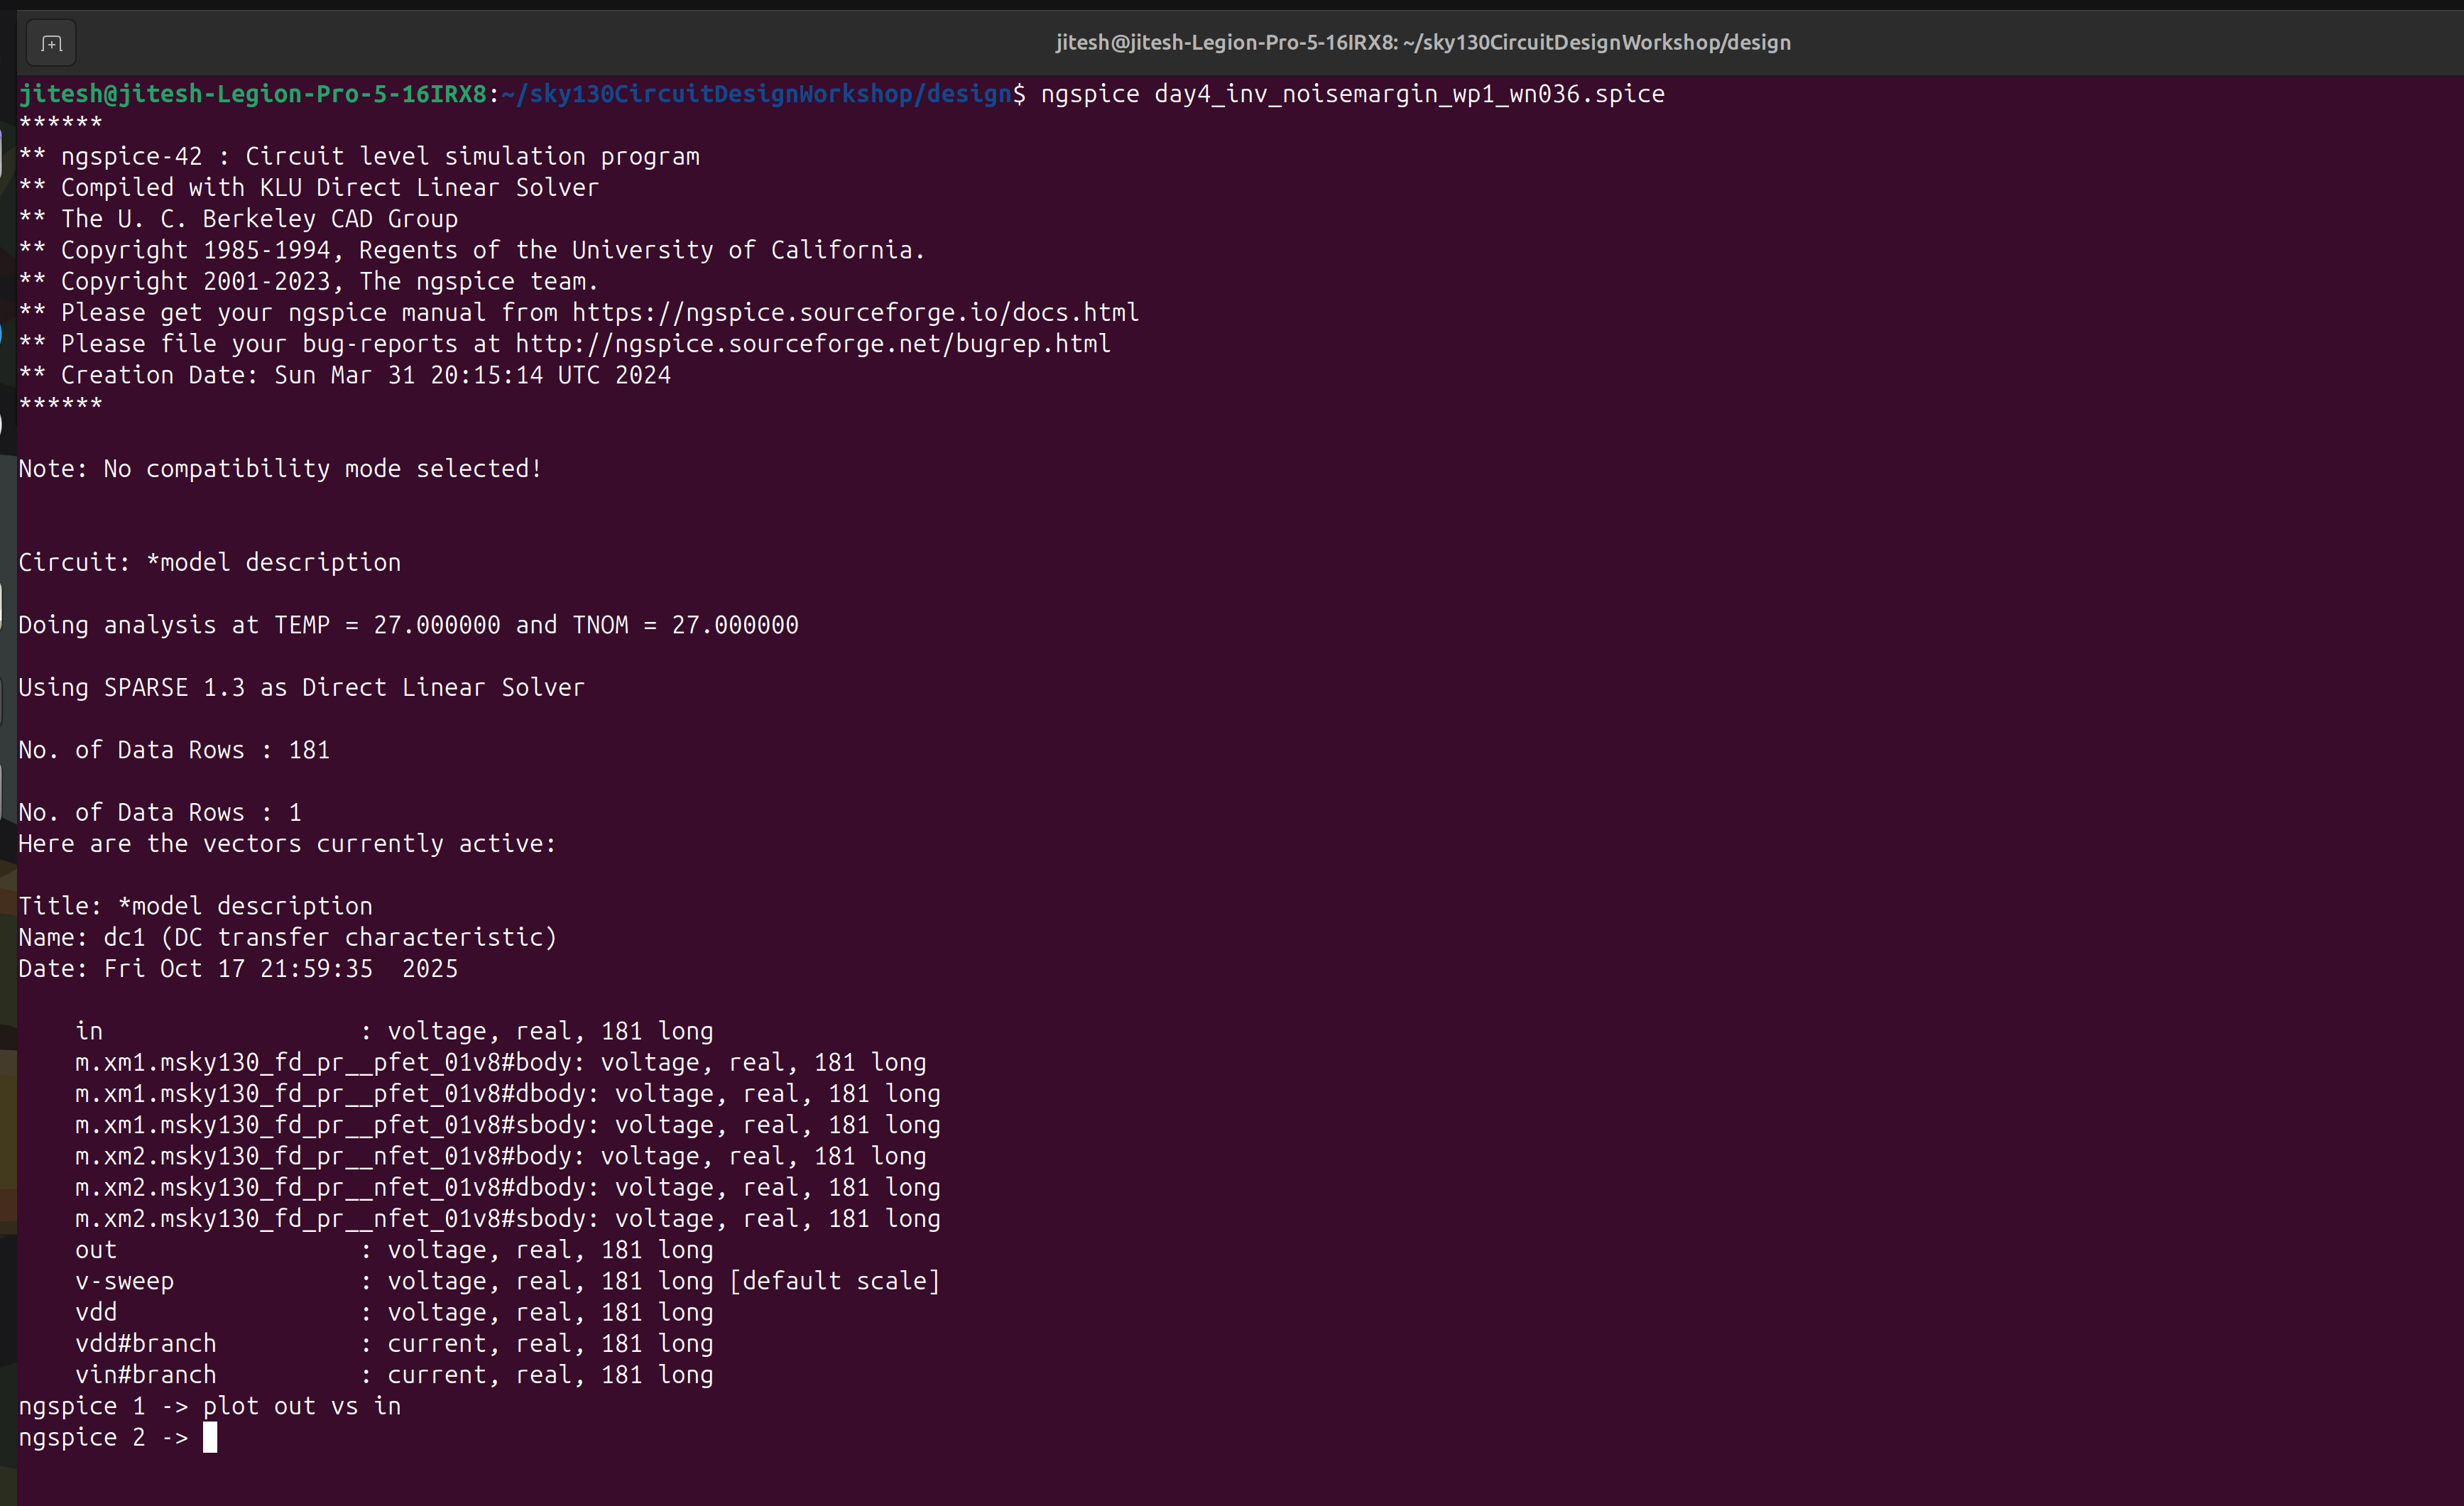 jitesh@jitesh-Legion-Pro-5-16IRX8: ~/sky130CircuitDesignWorkshop/design
jitesh@jitesh-Legion-Pro-5-16IRX8:~/sky130CircuitDesignWorkshop/design$ ngspice day4_inv_noisemargin_wp1_wn036.spice
******
** ngspice-42 : Circuit level simulation program
** Compiled with KLU Direct Linear Solver
** The U. C. Berkeley CAD Group
** Copyright 1985-1994, Regents of the University of California.
** Copyright 2001-2023, The ngspice team.
** Please get your ngspice manual from https://ngspice.sourceforge.io/docs.html
** Please file your bug-reports at http://ngspice.sourceforge.net/bugrep.html
** Creation Date: Sun Mar 31 20:15:14 UTC 2024
******
Note: No compatibility mode selected!
Circuit: *model description
Doing analysis at TEMP = 27.000000 and TNOM = 27.000000
Using SPARSE 1.3 as Direct Linear Solver
No. of Data Rows : 181
No. of Data Rows : 1
Here are the vectors currently active:
Title: *model description
Name: dc1 (DC transfer characteristic)
Date: Fri Oct 17 21:59:35  2025
in                  : voltage, real, 181 long
m.xm1.msky130_fd_pr__pfet_01v8#body: voltage, real, 181 long
m.xm1.msky130_fd_pr__pfet_01v8#dbody: voltage, real, 181 long
m.xm1.msky130_fd_pr__pfet_01v8#sbody: voltage, real, 181 long
m.xm2.msky130_fd_pr__nfet_01v8#body: voltage, real, 181 long
m.xm2.msky130_fd_pr__nfet_01v8#dbody: voltage, real, 181 long
m.xm2.msky130_fd_pr__nfet_01v8#sbody: voltage, real, 181 long
out                 : voltage, real, 181 long
v-sweep             : voltage, real, 181 long [default scale]
vdd                 : voltage, real, 181 long
vdd#branch          : current, real, 181 long
vin#branch          : current, real, 181 long
ngspice 1 -> plot out vs in
ngspice 2 ->